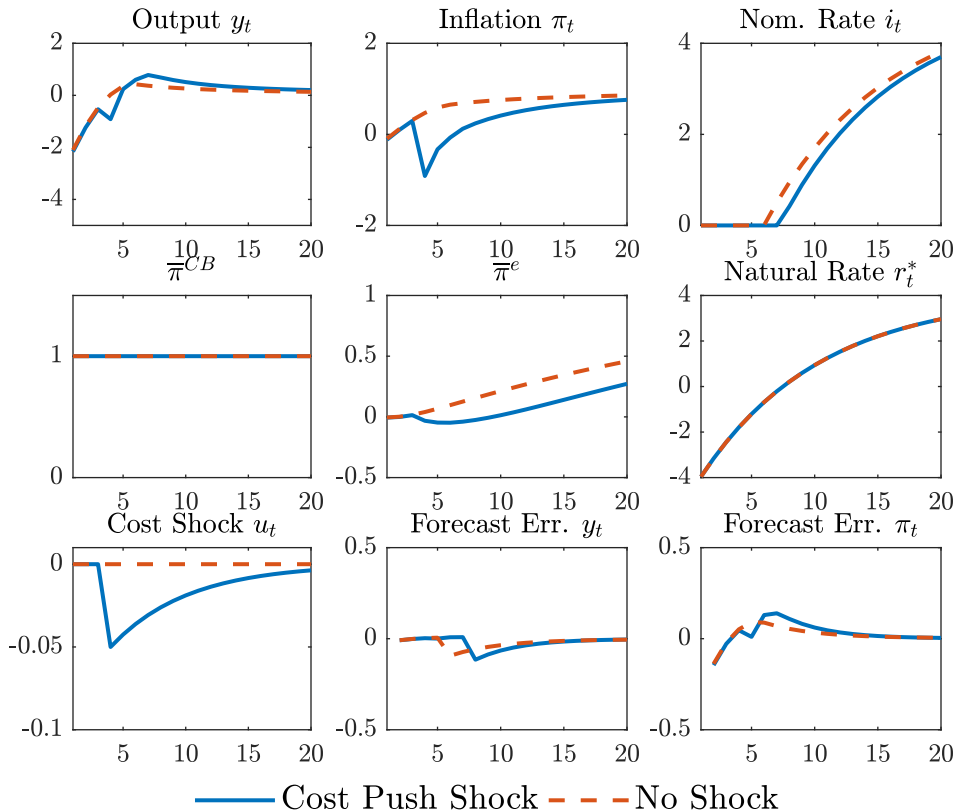 Output y_t Inflation π_t Nom. Rate i_t
2 2 4
0
0 2
-2
-4
-2 0
5 10 15 20 5 10 15 20 5 10 15 20
π̅^CB π̅^e Natural Rate r_t^*
1 4
2
1 0.5 0
0 -2
0 -0.5 -4
5 10 15 20 5 10 15 20 5 10 15 20
Cost Shock u_t Forecast Err. y_t Forecast Err. π_t
0.5 0.5
0
-0.05 0 0
-0.1 -0.5 -0.5
5 10 15 20 5 10 15 20 5 10 15 20
Cost Push Shock No Shock